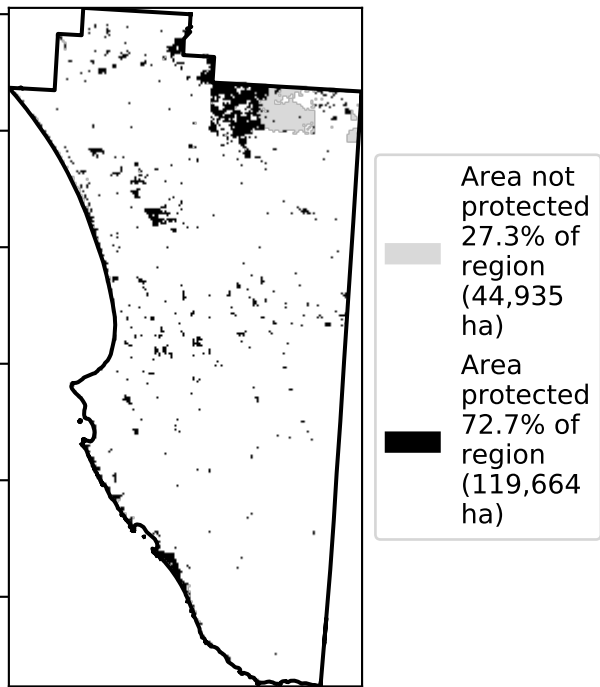 Area not
protected
27.3% of
region
(44,935
ha)
Area
protected
72.7% of
region
(119,664
ha)